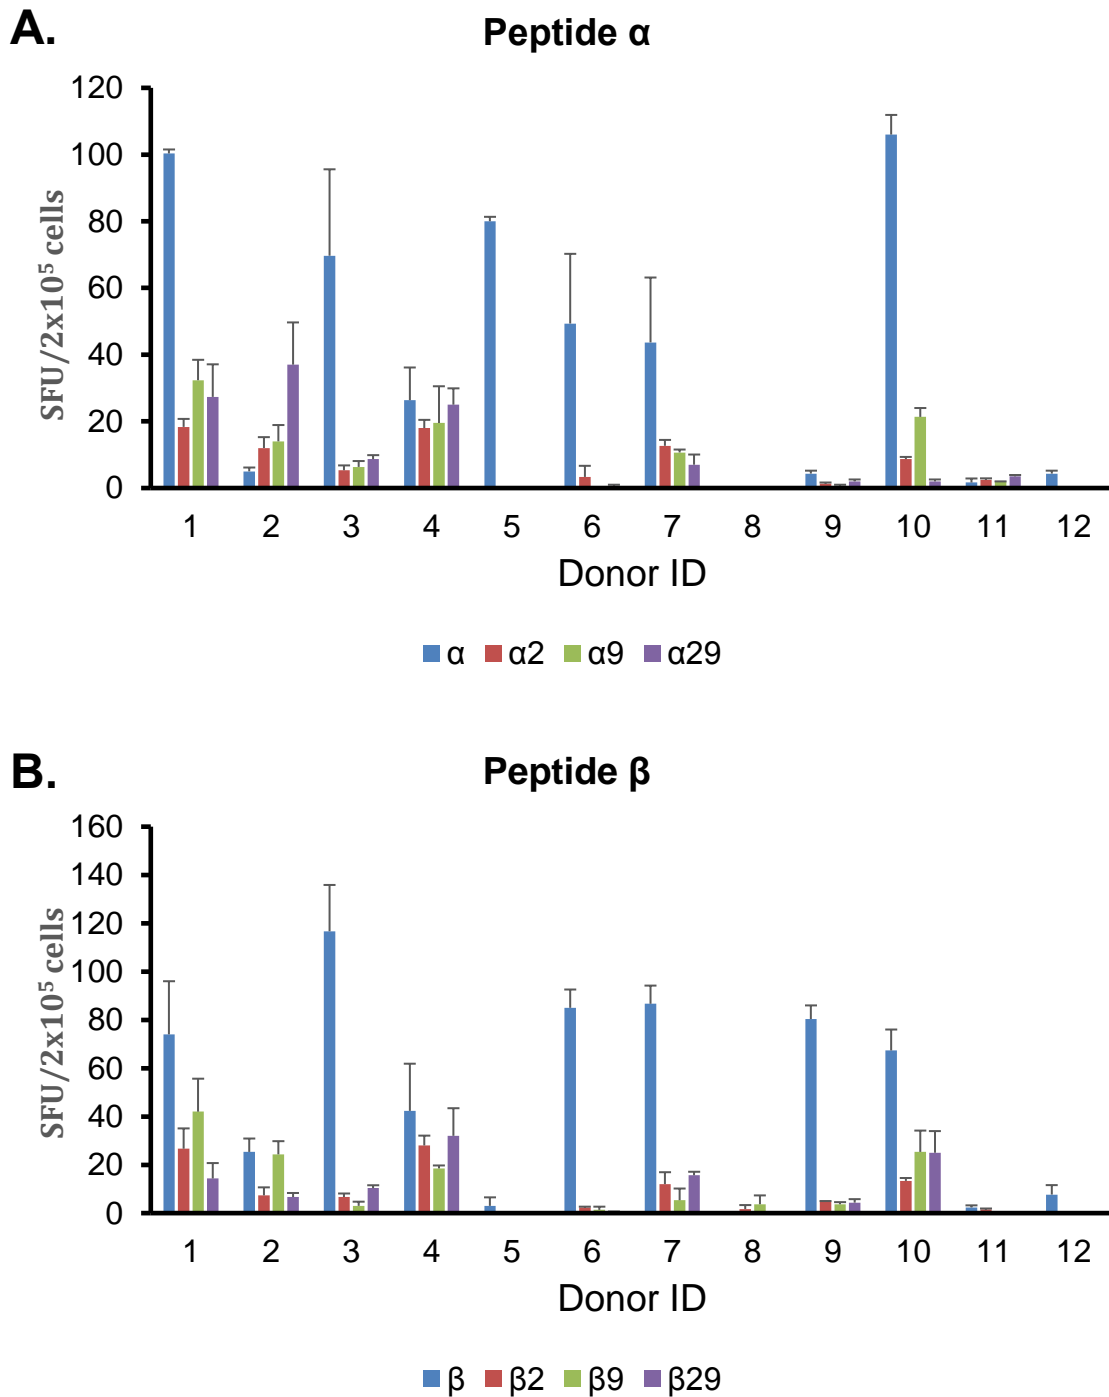 A.
Peptide α
120
100
80
60
40
20
0
SFU/2x10⁵ cells
1 2 3 4 5 6 7 8 9 10 11 12
Donor ID
α α2 α9 α29
B.
Peptide β
160
140
120
100
80
60
40
20
0
SFU/2x10⁵ cells
1 2 3 4 5 6 7 8 9 10 11 12
Donor ID
β β2 β9 β29